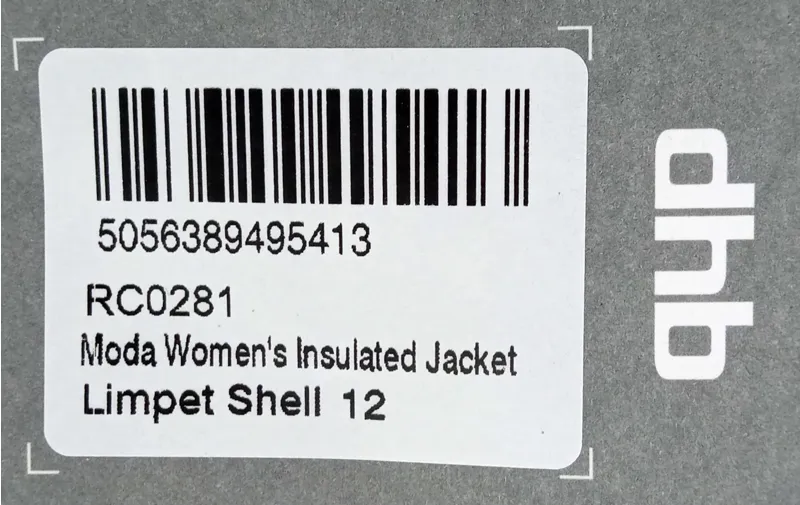 5056389495413
RC0281
Moda Women's Insulated Jacket
Limpet Shell 12
dhb